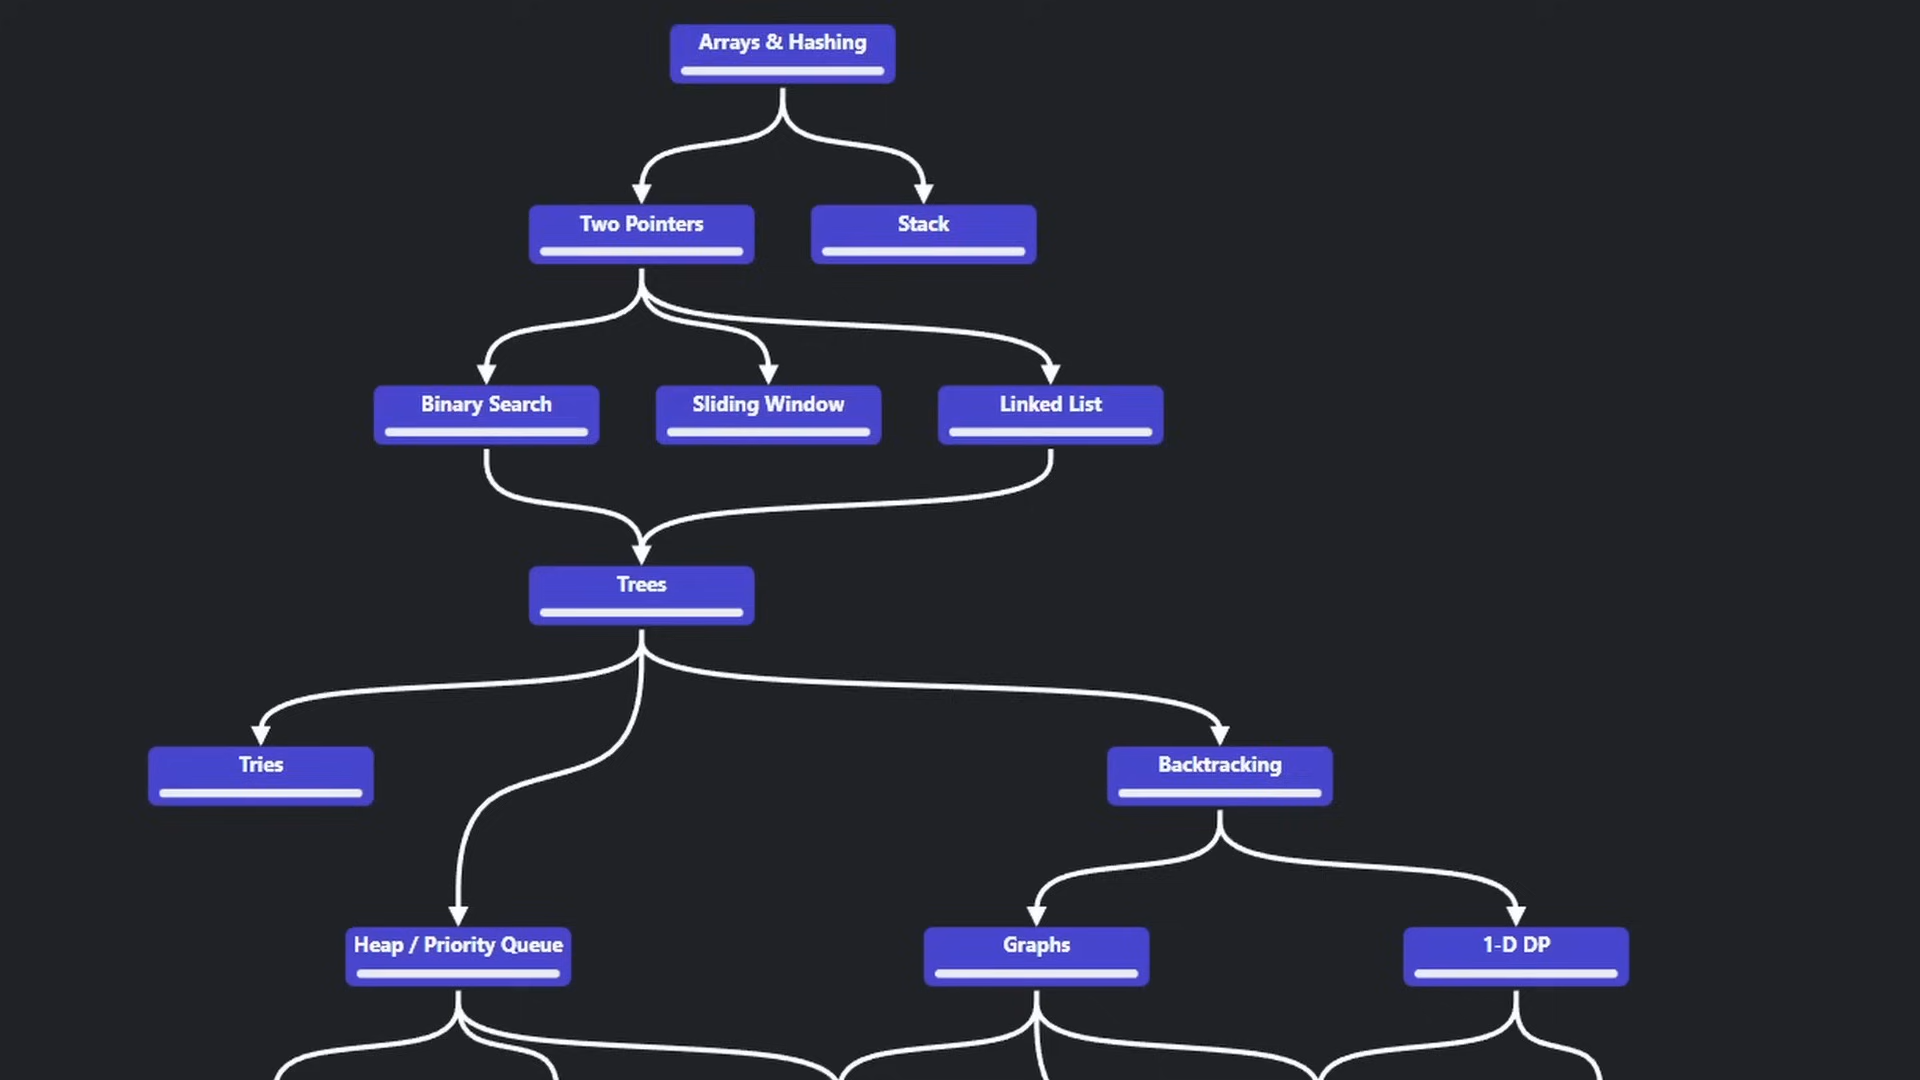 Arrays & Hashing
Two Pointers
Stack
Binary Search
Sliding Window
Linked List
Trees
Tries
Backtracking
Heap / Priority Queue
Graphs
1-D DP